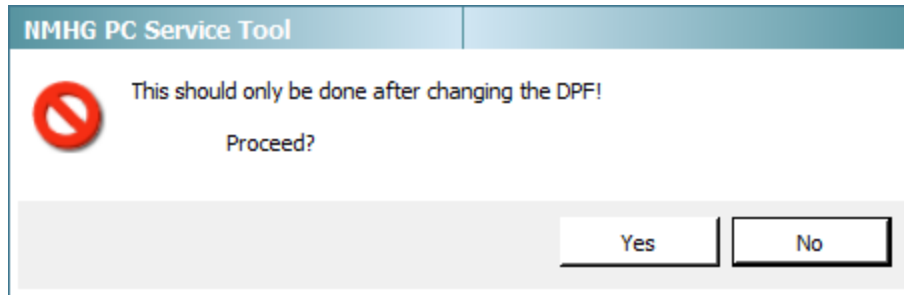 NMHG PC Service Tool
This should only be done after changing the DPF!
Proceed?
Yes
No